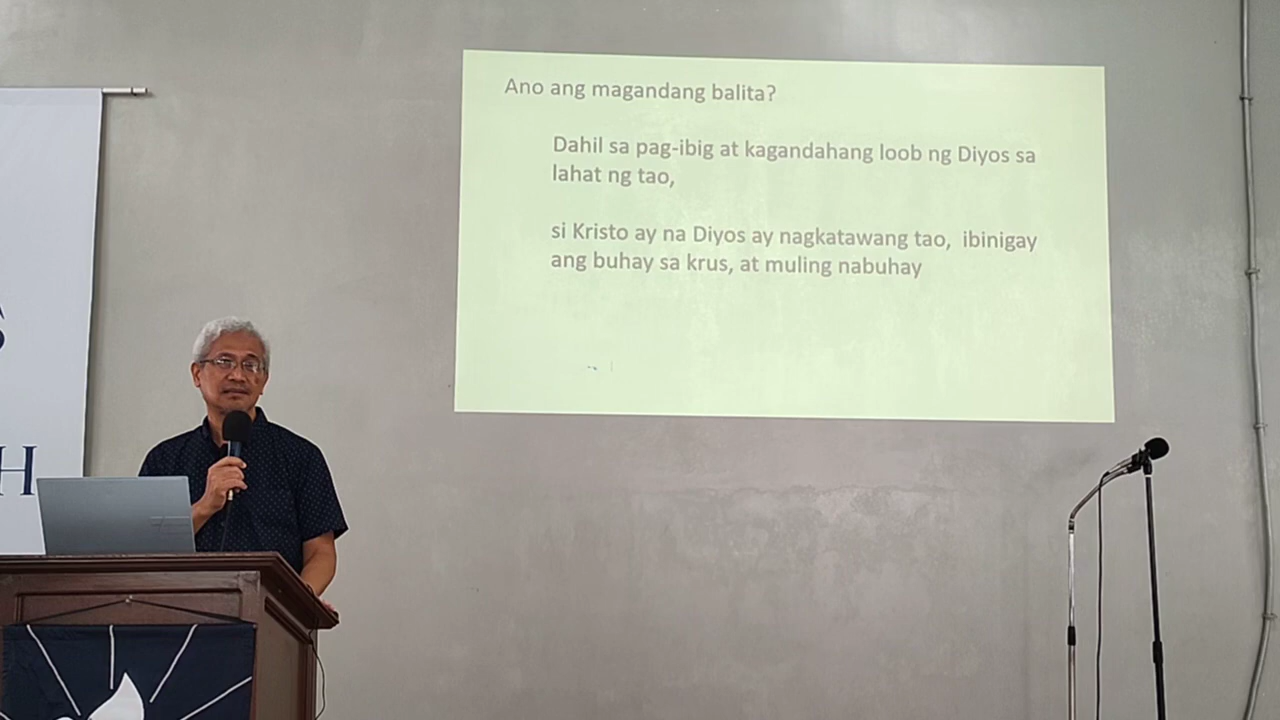 Ano ang magandang balita?
Dahil sa pag-ibig at kagandahang loob ng Diyos sa
lahat ng tao,
si Kristo ay na Diyos ay nagkatawang tao, ibinigay
ang buhay sa krus, at muling nabuhay
S
H